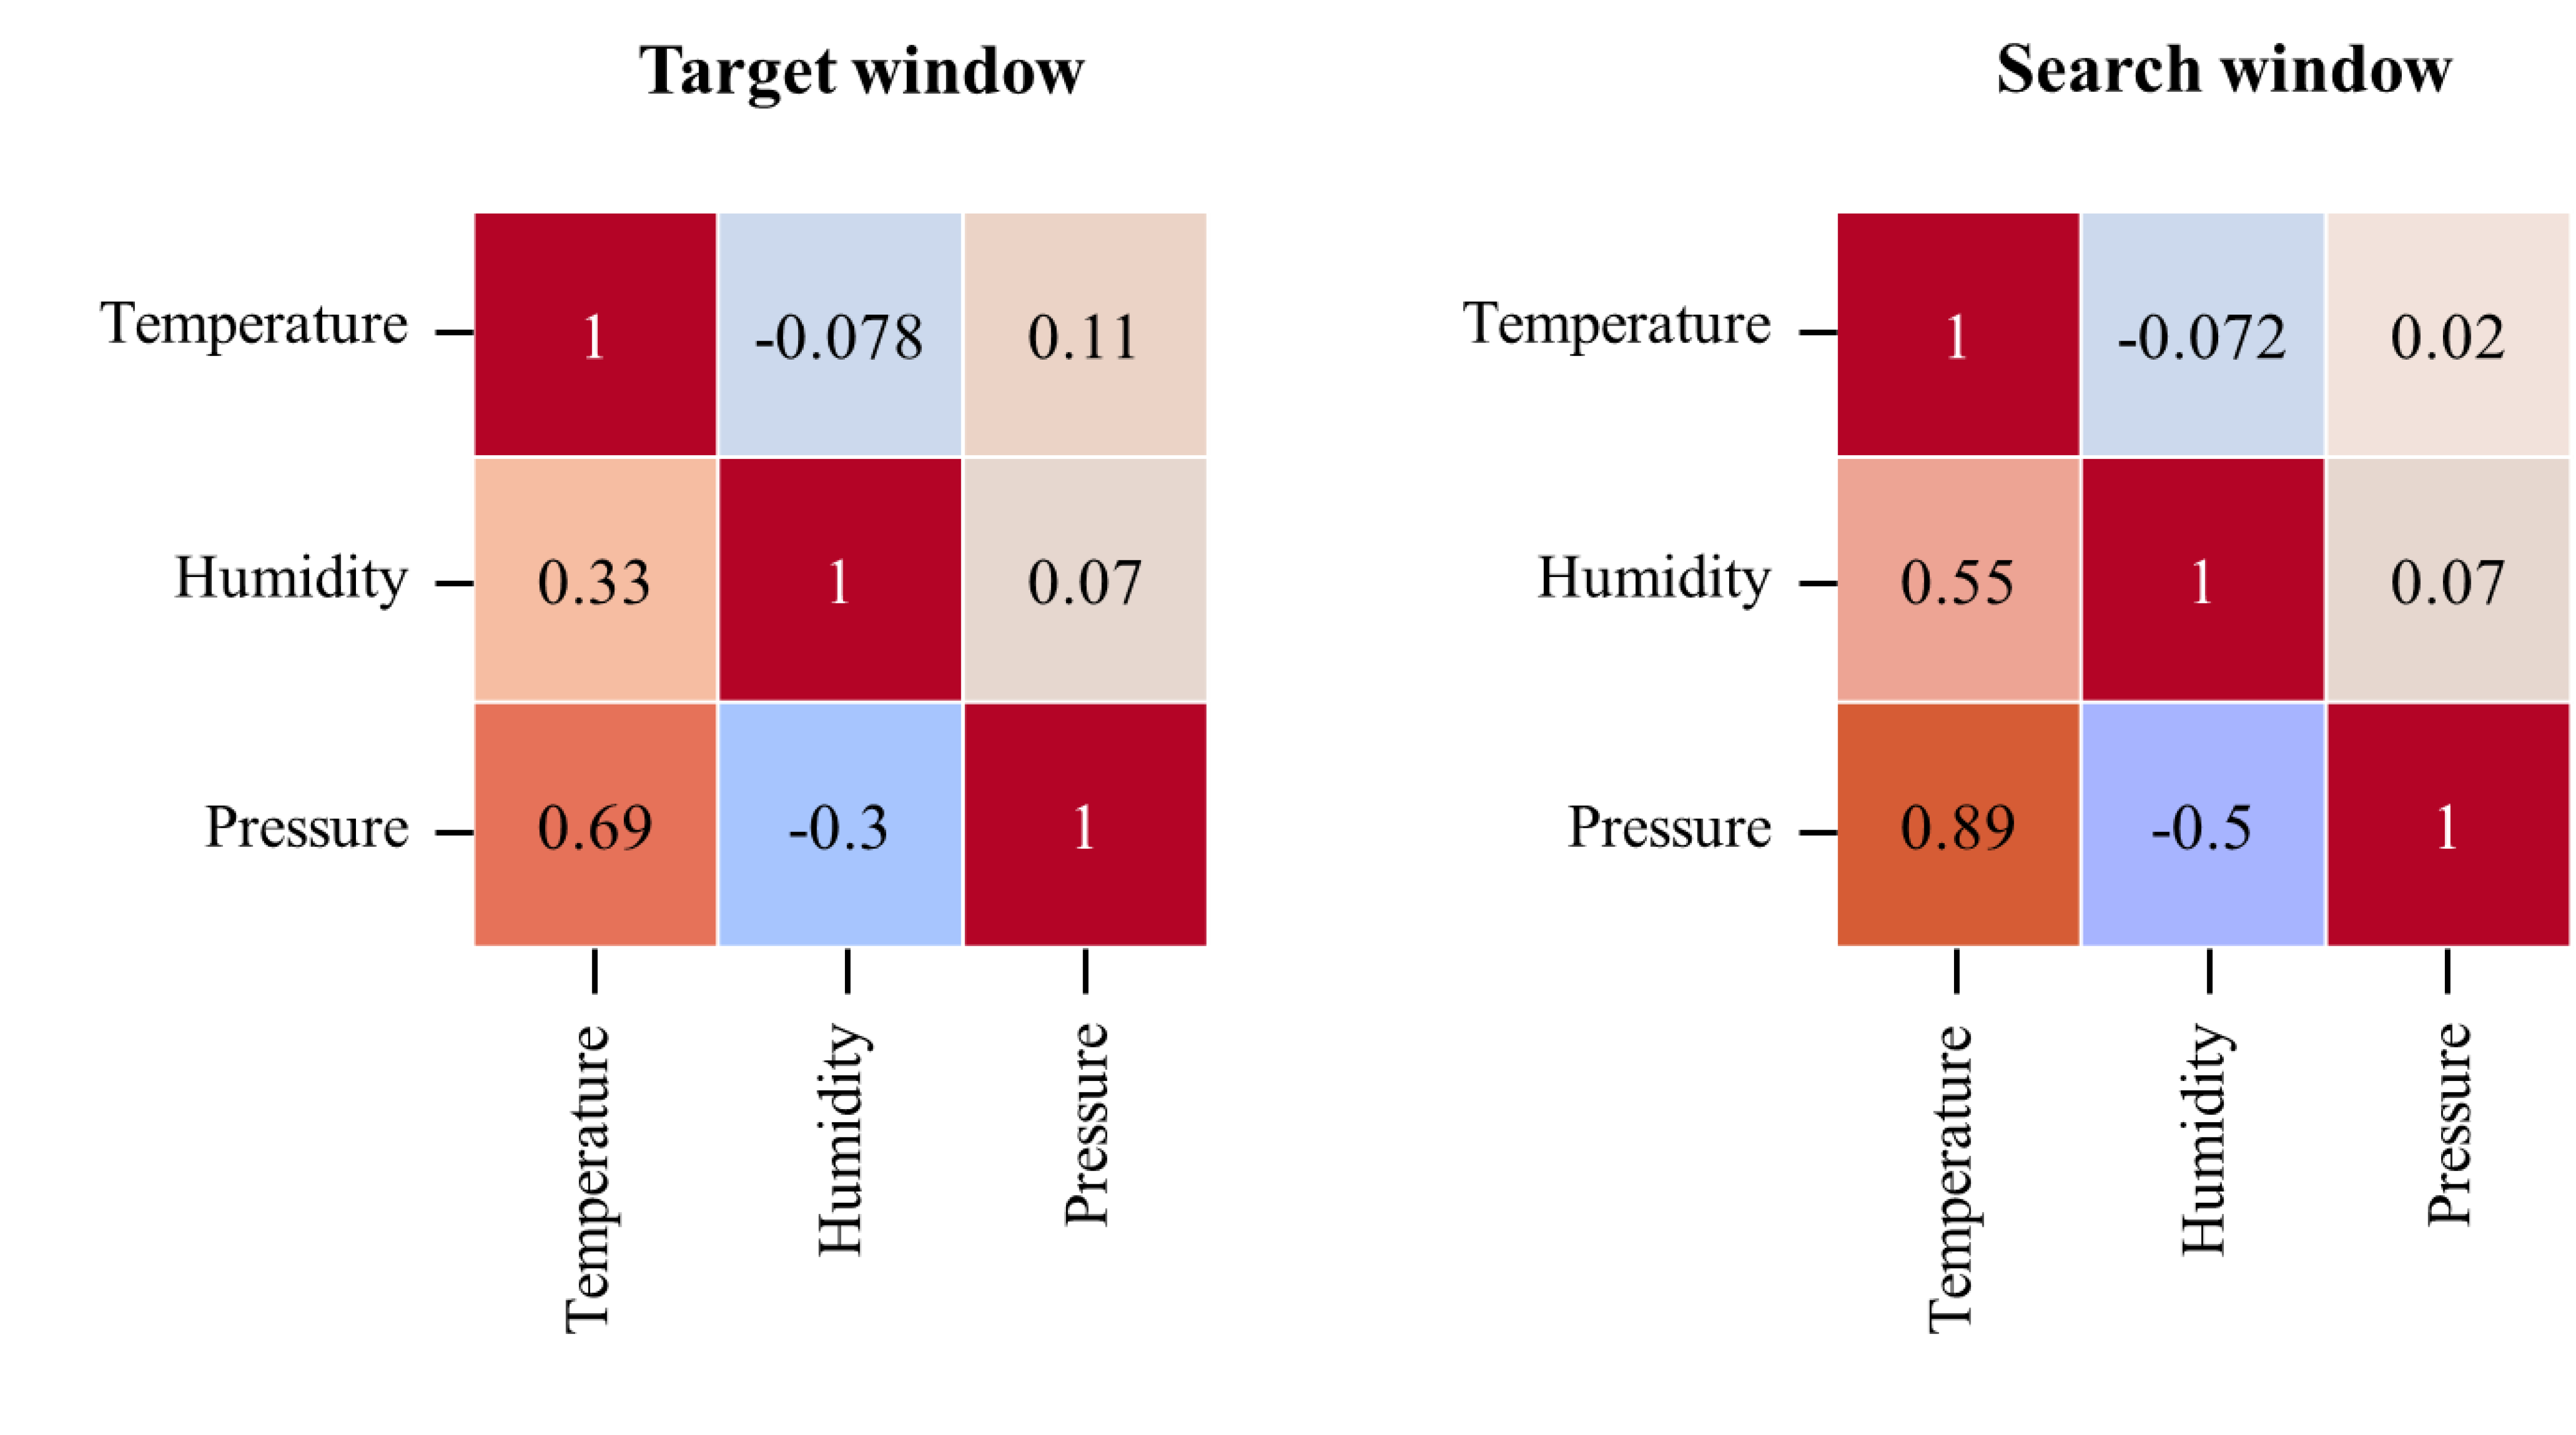 Target window
Temperature 1 -0.078 0.11
Humidity 0.33 1 0.07
Pressure 0.69 -0.3 1
Temperature Humidity Pressure
Search window
Temperature 1 -0.072 0.02
Humidity 0.55 1 0.07
Pressure 0.89 -0.5 1
Temperature Humidity Pressure